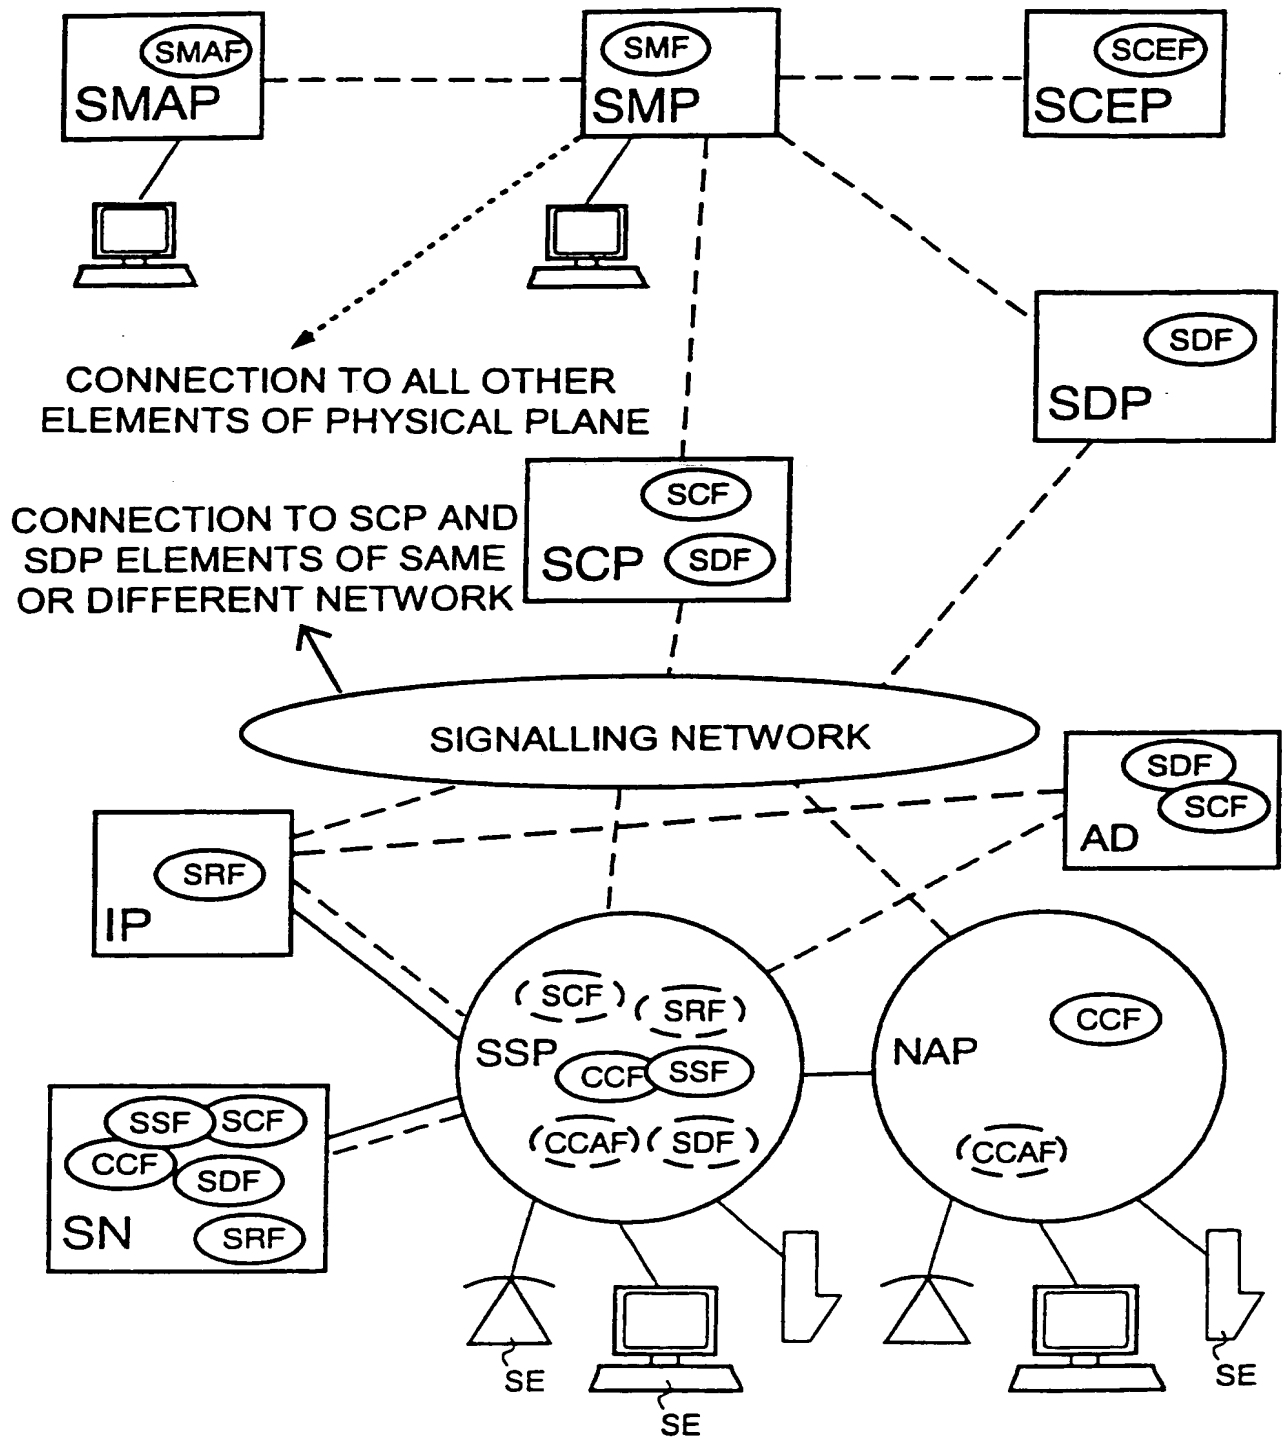 SMAF
SMAP
SMF
SMP
SCEF
SCEP
CONNECTION TO ALL OTHER
ELEMENTS OF PHYSICAL PLANE
SDF
SDP
CONNECTION TO SCP AND
SDP ELEMENTS OF SAME
OR DIFFERENT NETWORK
SCF
SCP
SDF
SIGNALLING NETWORK
SDF
SCF
AD
SRF
IP
SCF
SRF
SSP
CCF
SSF
CCAF
SDF
NAP
CCF
CCAF
SSF
SCF
CCF
SDF
SN
SRF
SE
SE
SE